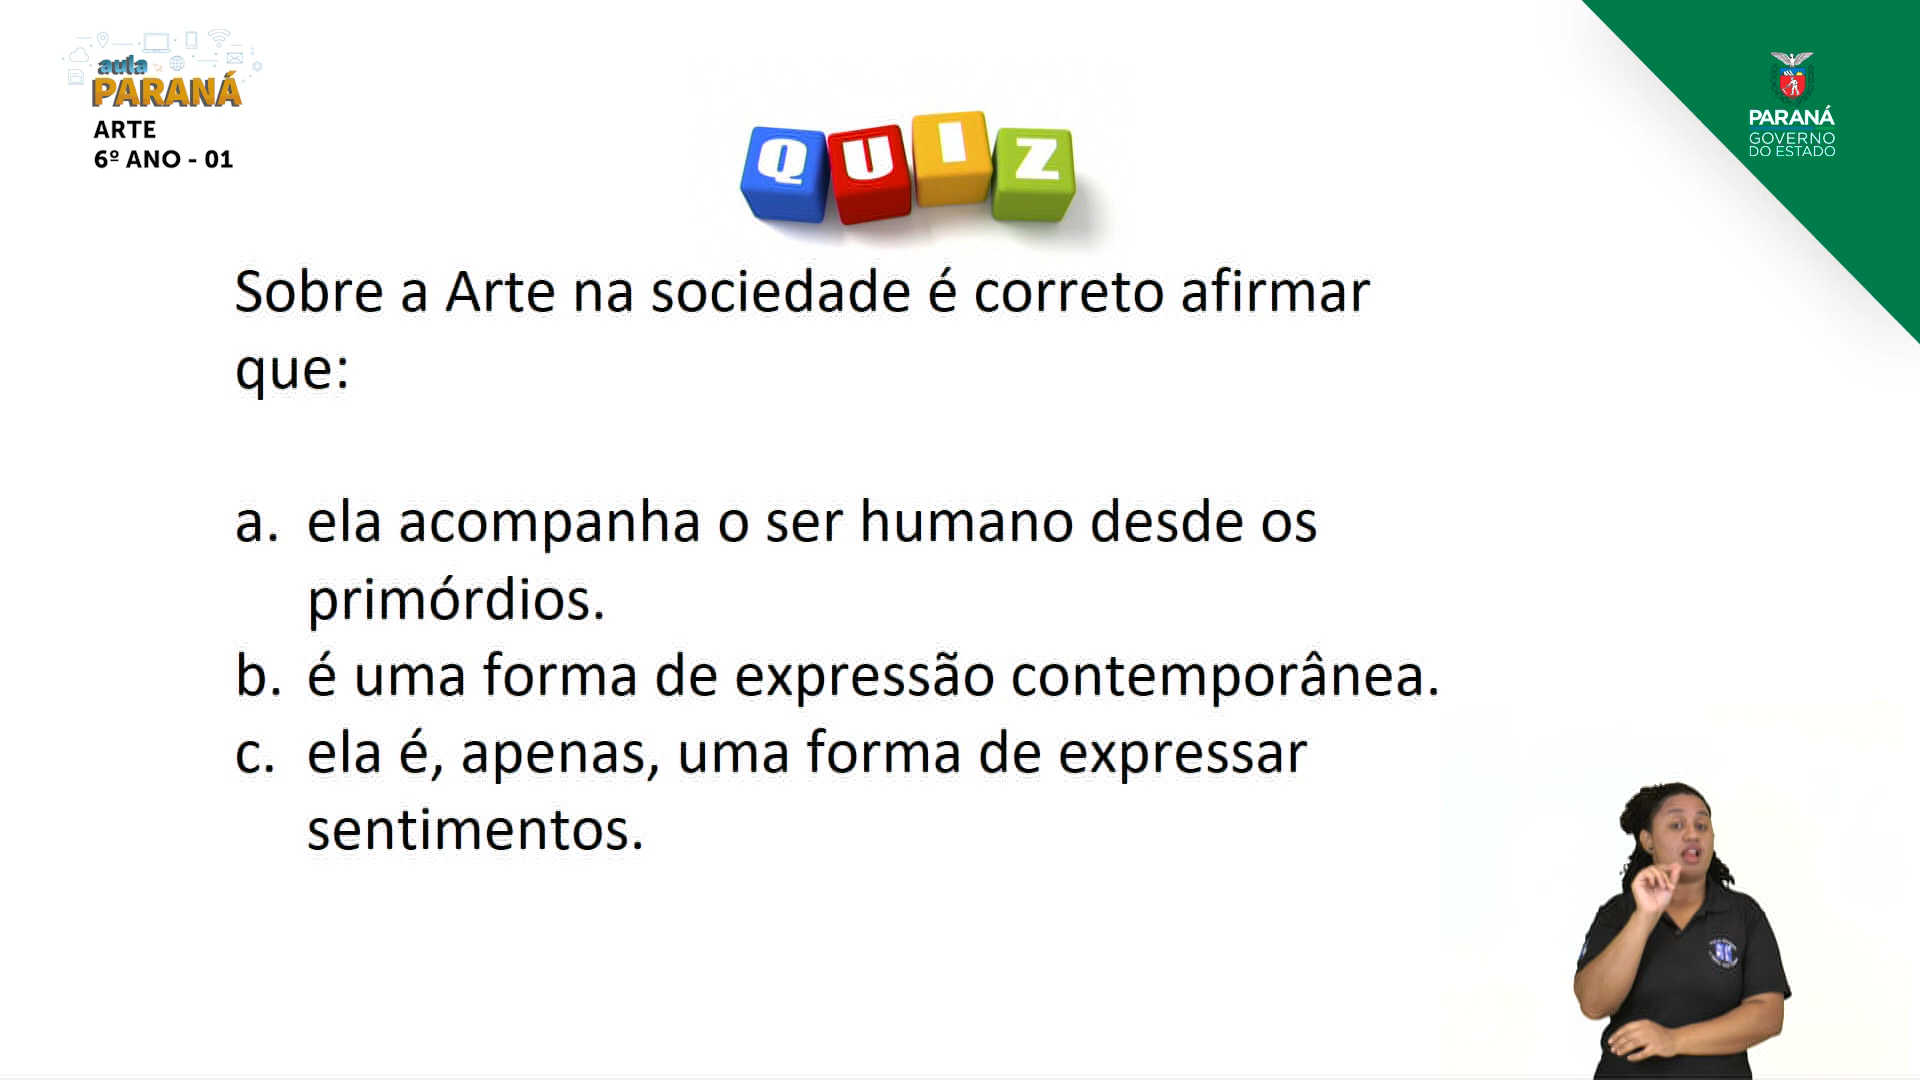 aula
PARANÁ
ARTE
6º ANO - 01
QUIZ
PARANÁ
GOVERNO
DO ESTADO
Sobre a Arte na sociedade é correto afirmar
que:
a. ela acompanha o ser humano desde os
primórdios.
b. é uma forma de expressão contemporânea.
c. ela é, apenas, uma forma de expressar
sentimentos.